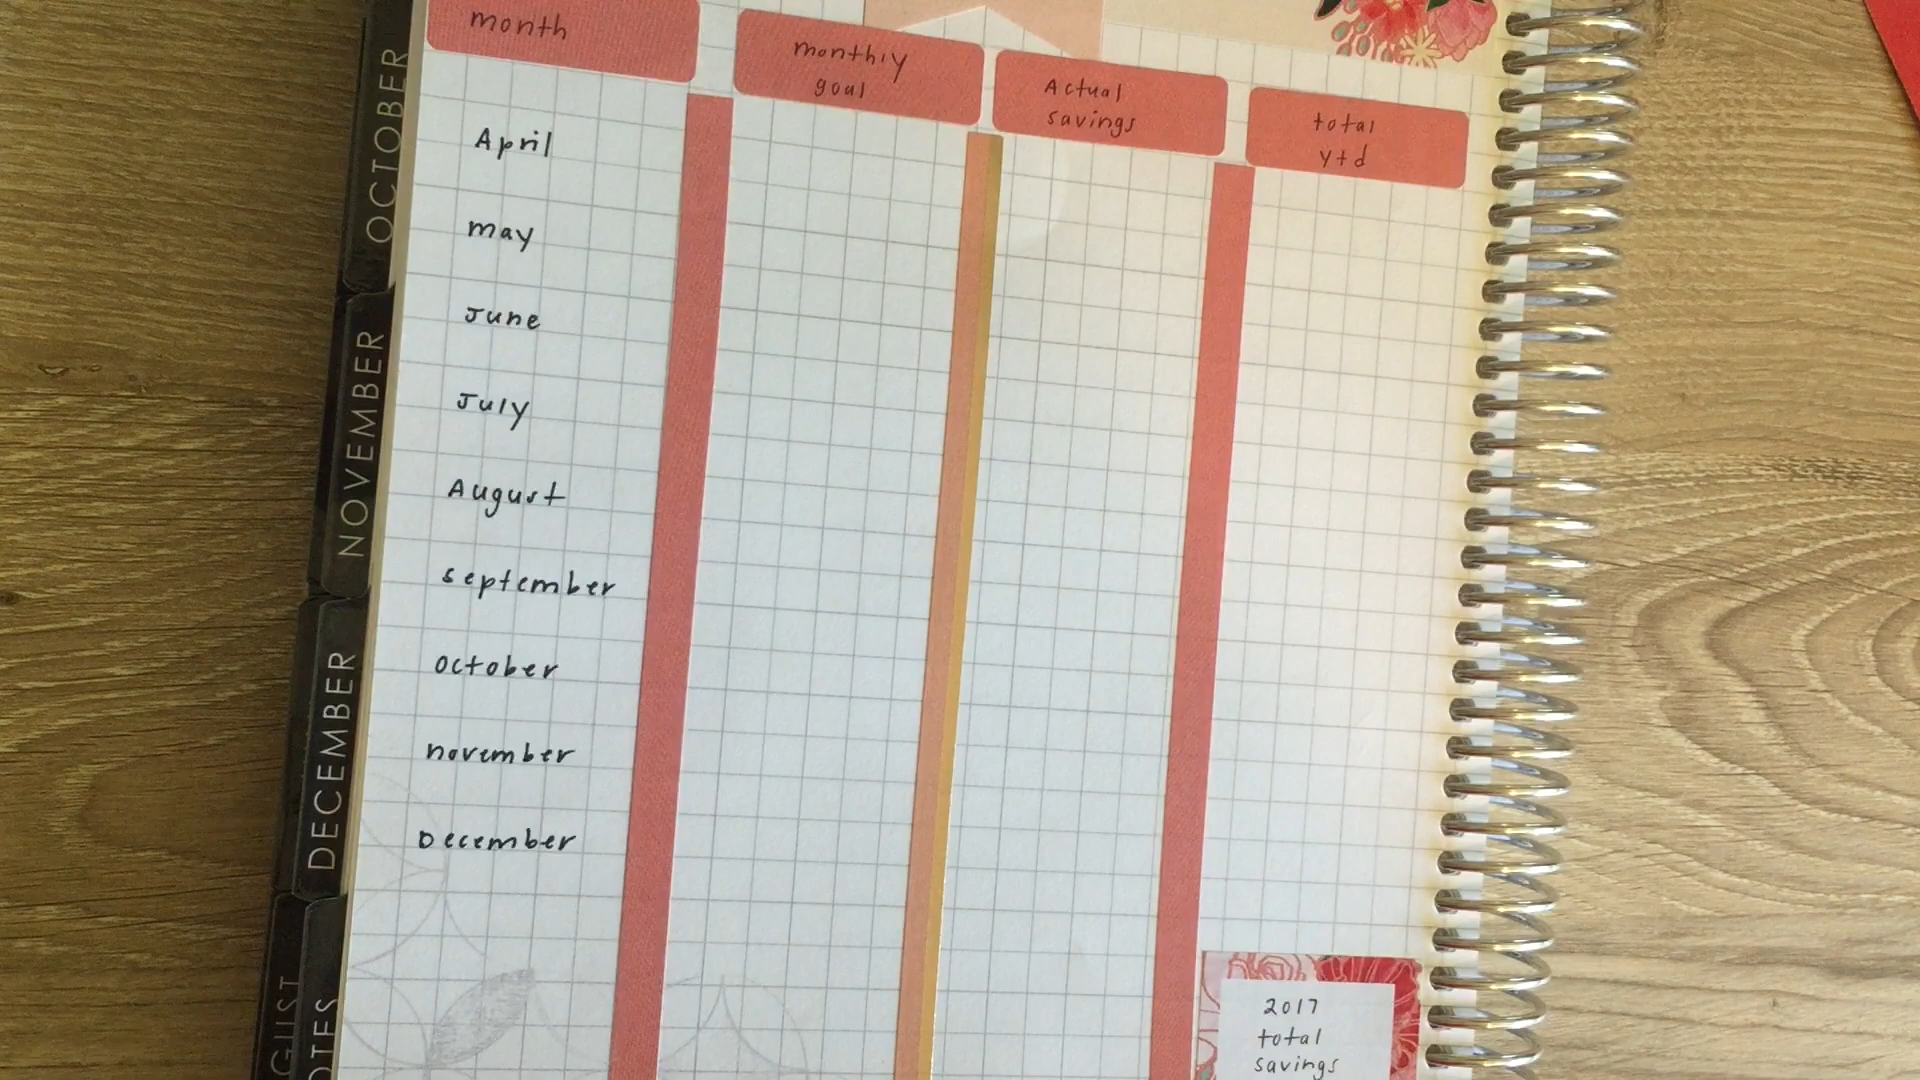 month
monthly
goal
Actual
savings
total
ytd
April
may
June
July
August
september
october
november
December
2017
total
savings
OCTOBER
NOVEMBER
DECEMBER